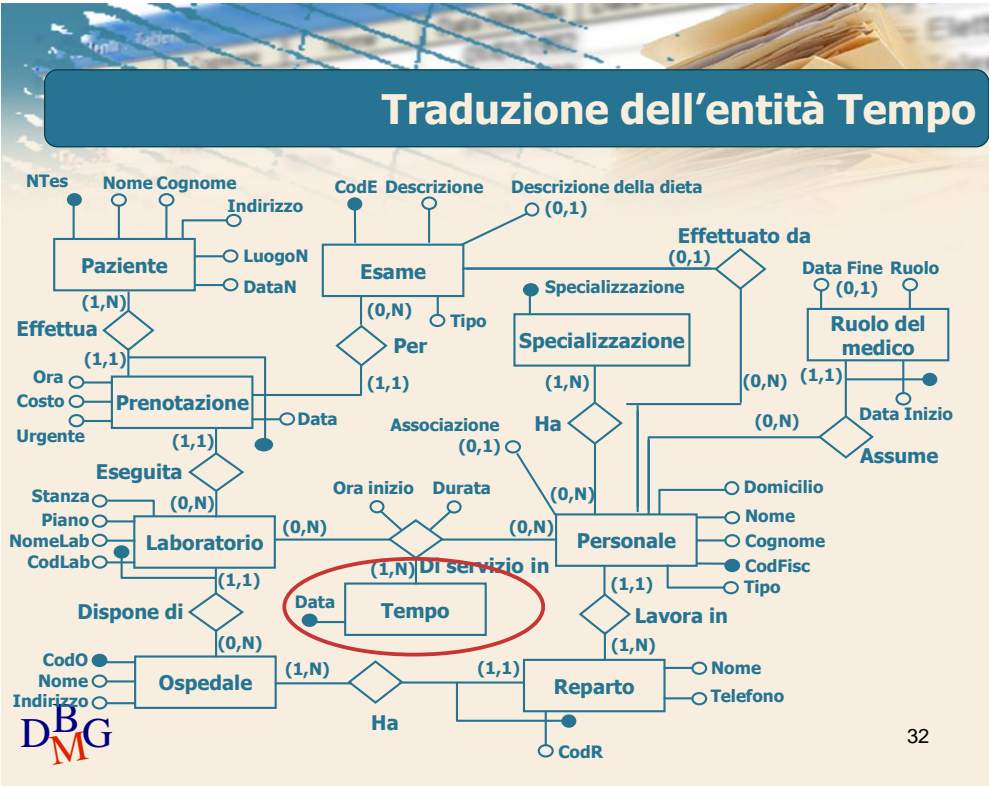 Traduzione dell'entità Tempo
NTes
Nome Cognome
Indirizzo
CodE Descrizione
Descrizione della dieta
(0,1)
Effettuato da
(0,1)
Paziente
LuogoN
DataN
Esame
Tipo
Specializzazione
Specializzazione
Data Fine Ruolo
(0,1)
Ruolo del
medico
(1,N)
Effettua
(1,1)
(0,N)
Per
(1,1)
(1,N)
(0,N)
(1,1)
Data Inizio
Ora
Costo
Urgente
Prenotazione
Data
(1,1)
Associazione
(0,1)
Ha
(0,N)
Assume
Eseguita
Stanza
Piano
NomeLab
CodLab
(0,N)
Ora inizio Durata
(0,N)
Laboratorio
(0,N)
(0,N)
Personale
Domicilio
Nome
Cognome
CodFisc
Tipo
(1,1)
(1,N)
Di servizio in
(1,1)
Dispone di
Data
Tempo
Lavora in
(0,N)
(1,N)
CodO
Nome
Indirizzo
Ospedale
(1,N)
(1,1)
Reparto
Nome
Telefono
Ha
CodR
DBMG
32